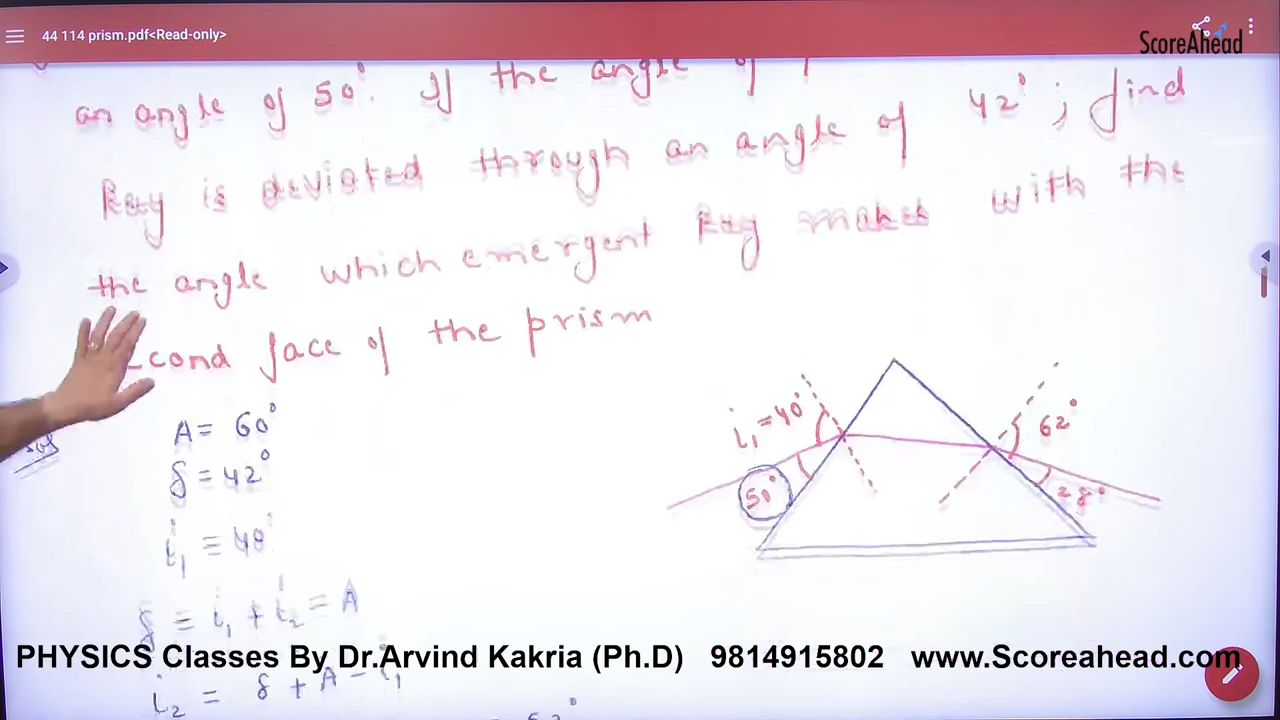 44 114 prism.pdf<Read-only>
ScoreAhead
an angle of 50°. If the angle of
Ray is deviated through an angle of 42°; find
the angle which emergent Ray makes with the
cond face of the prism
A = 60°
δ = 42°
i₁ = 40°
i₁=40°
62°
50°
28°
δ = i₁ + i₂ = A
i₂ = δ + A - i₁
PHYSICS Classes By Dr.Arvind Kakria (Ph.D) 9814915802 www.Scoreahead.com